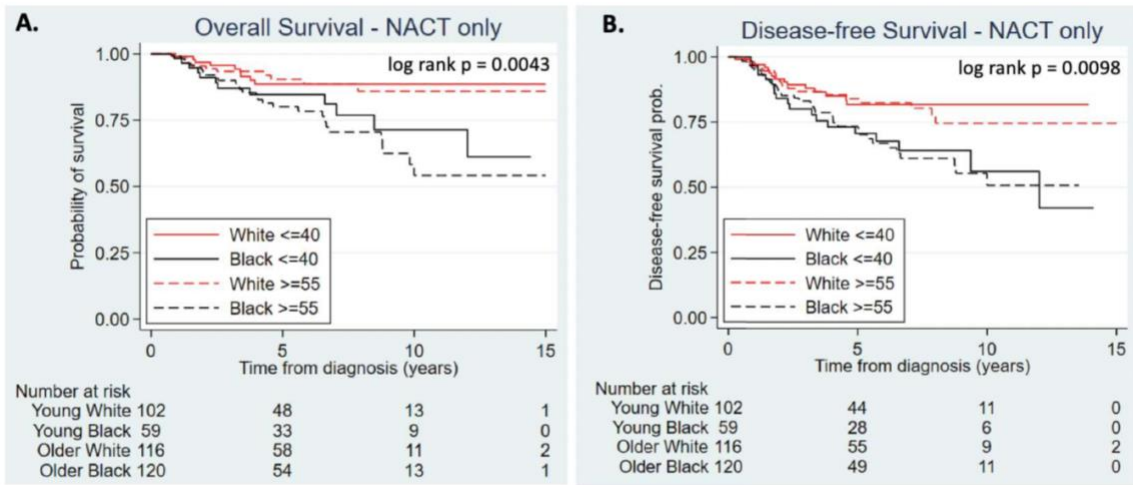 A.
Overall Survival - NACT only
log rank p = 0.0043
Probability of survival
1.00
0.75
0.50
0.25
0.00
White <=40
Black <=40
White >=55
Black >=55
0 5 10 15
Time from diagnosis (years)
Number at risk
Young White 102 48 13 1
Young Black 59 33 9 0
Older White 116 58 11 2
Older Black 120 54 13 1
B.
Disease-free Survival - NACT only
log rank p = 0.0098
Disease-free survival prob.
1.00
0.75
0.50
0.25
0.00
White <=40
Black <=40
White >=55
Black >=55
0 5 10 15
Time from diagnosis (years)
Number at risk
Young White 102 44 11 0
Young Black 59 28 6 0
Older White 116 55 9 2
Older Black 120 49 11 0